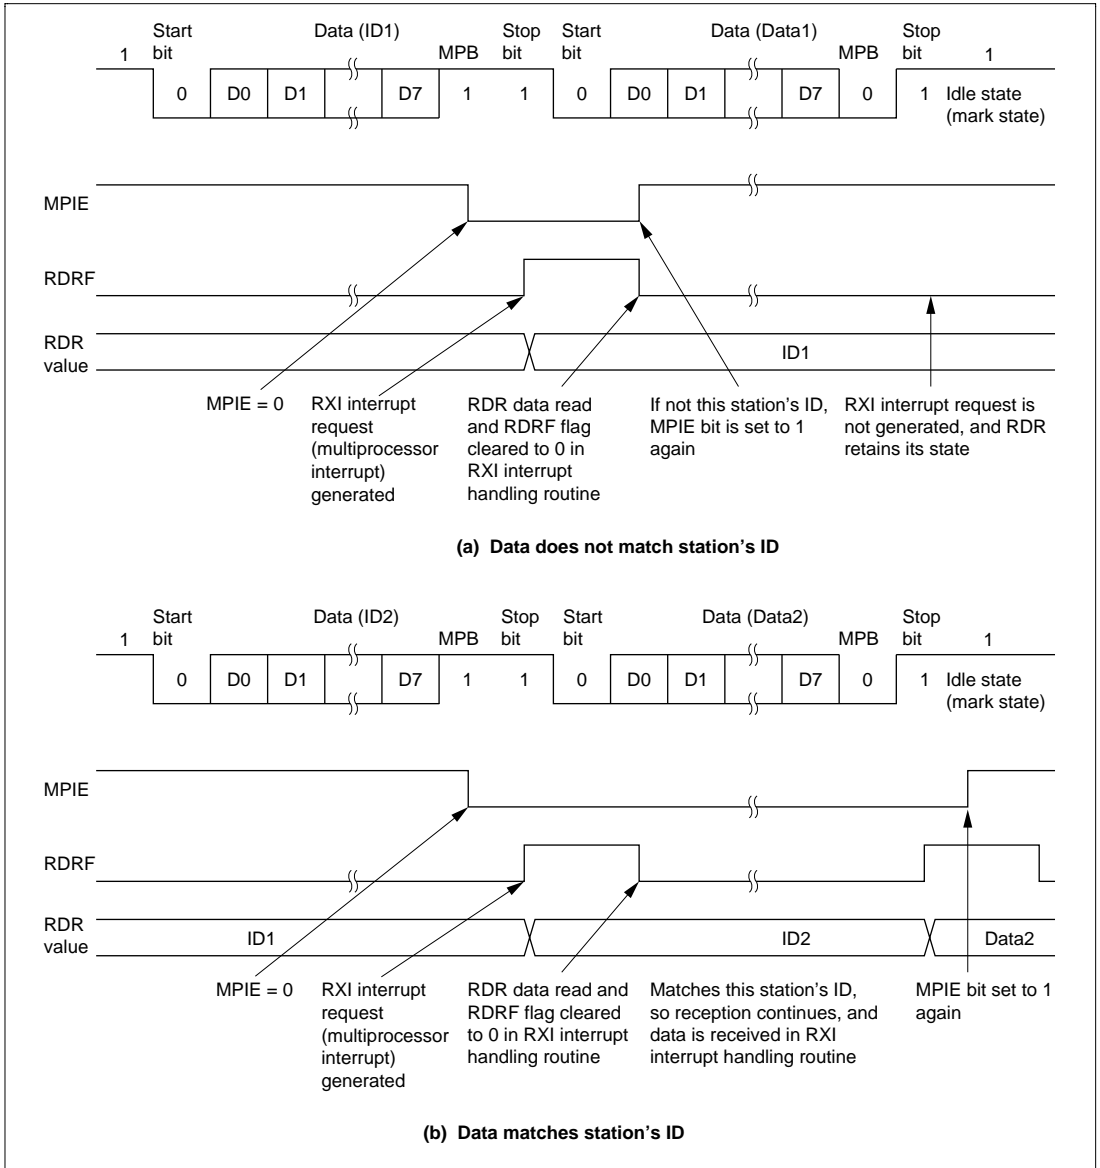 Start bit Data (ID1) Stop bit Start bit Data (Data1) Stop bit
1 MPB MPB 1
0 D0 D1 D7 1 1 0 D0 D1 D7 0 1 Idle state (mark state)
MPIE
RDRF
RDR value
ID1
MPIE = 0
RXI interrupt
request
(multiprocessor
interrupt)
generated
RDR data read
and RDRF flag
cleared to 0 in
RXI interrupt
handling routine
If not this station's ID,
MPIE bit is set to 1
again
RXI interrupt request is
not generated, and RDR
retains its state
(a) Data does not match station's ID
Start bit Data (ID2) Stop bit Start bit Data (Data2) Stop bit
1 MPB MPB 1
0 D0 D1 D7 1 1 0 D0 D1 D7 0 1 Idle state (mark state)
MPIE
RDRF
RDR value
ID1 ID2 Data2
MPIE = 0
RXI interrupt
request
(multiprocessor
interrupt)
generated
RDR data read and
RDRF flag cleared
to 0 in RXI interrupt
handling routine
Matches this station's ID,
so reception continues, and
data is received in RXI
interrupt handling routine
MPIE bit set to 1
again
(b) Data matches station's ID